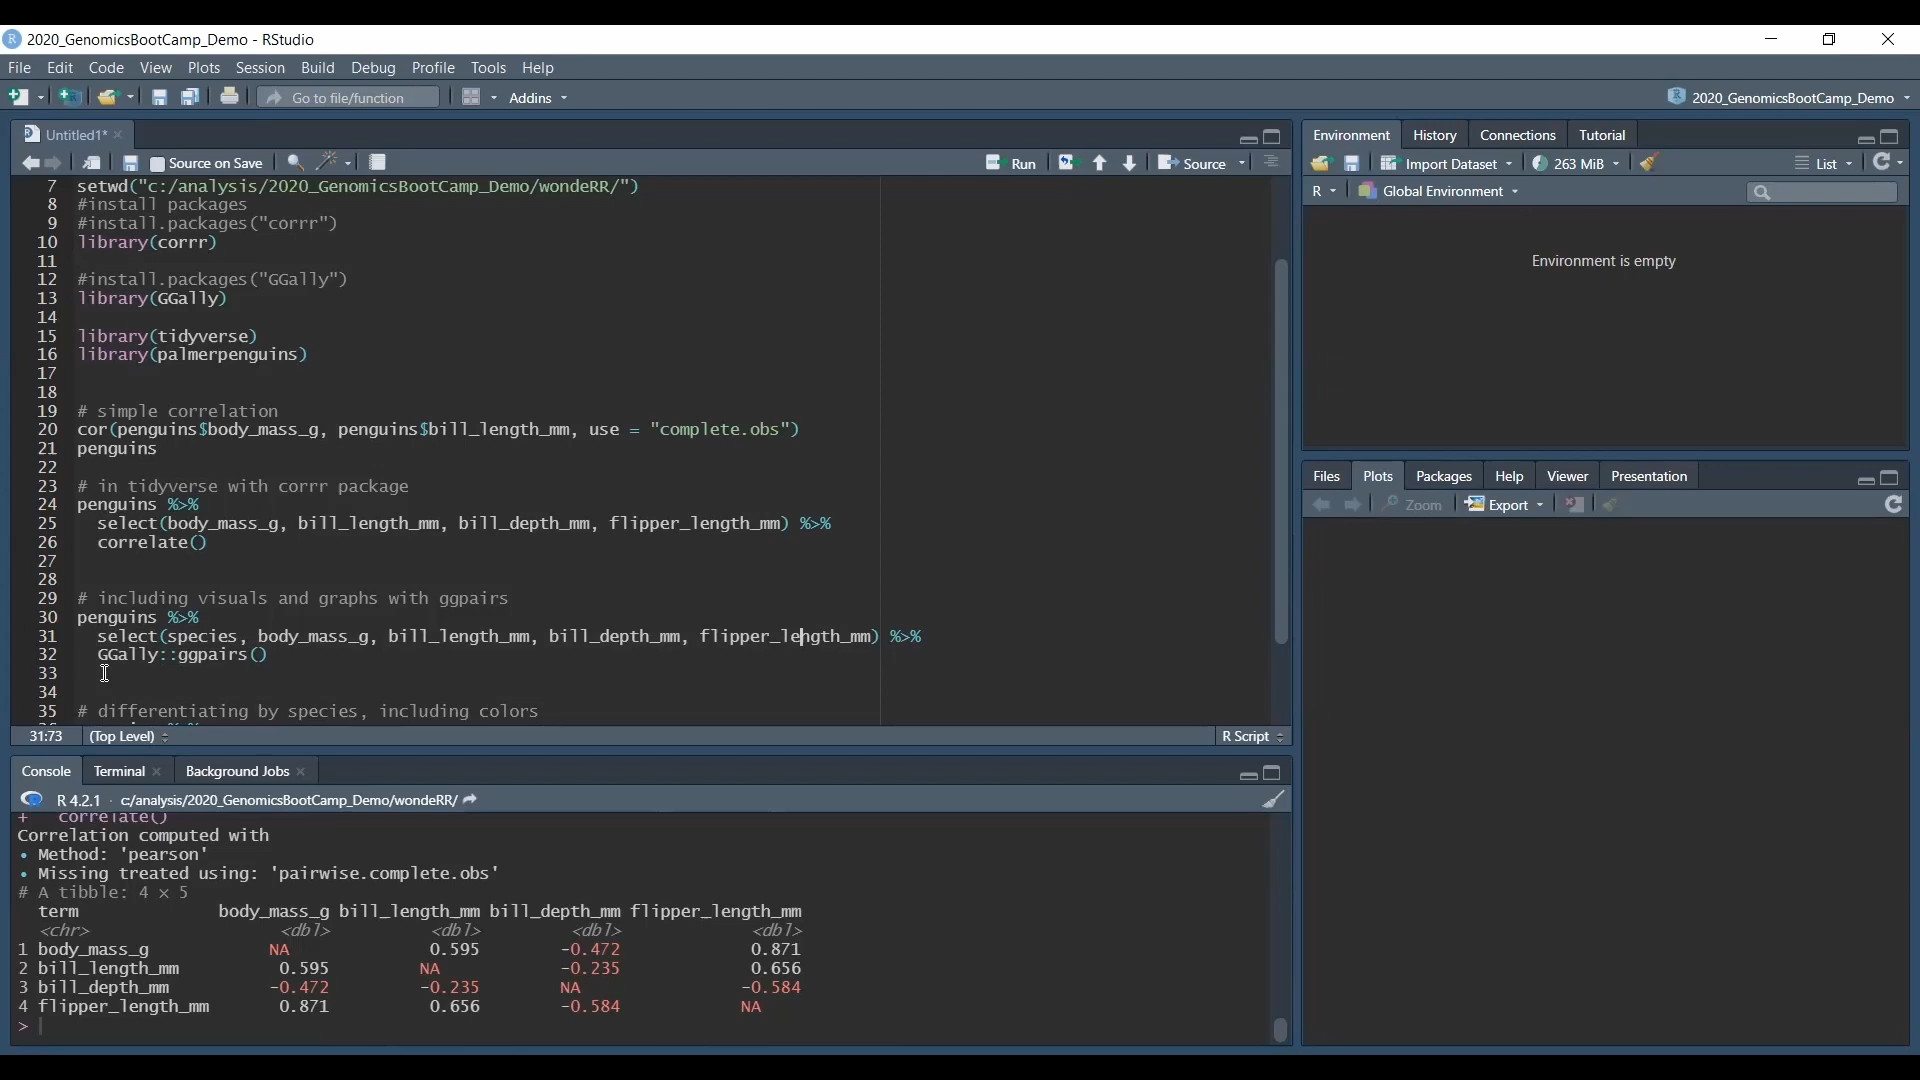 2020_GenomicsBootCamp_Demo - RStudio
File Edit Code View Plots Session Build Debug Profile Tools Help
Go to file/function Addins 2020_GenomicsBootCamp_Demo
Untitled1*
Source on Save Run Source
7 setwd("c:/analysis/2020_GenomicsBootCamp_Demo/wondeRR/")
8 #install packages
9 #install.packages("corrr")
10 library(corrr)
11
12 #install.packages("GGally")
13 library(GGally)
14
15 library(tidyverse)
16 library(palmerpenguins)
17
18
19 # simple correlation
20 cor(penguins$body_mass_g, penguins$bill_length_mm, use = "complete.obs")
21 penguins
22
23 # in tidyverse with corrr package
24 penguins %>%
25 select(body_mass_g, bill_length_mm, bill_depth_mm, flipper_length_mm) %>%
26 correlate()
27
28
29 # including visuals and graphs with ggpairs
30 penguins %>%
31 select(species, body_mass_g, bill_length_mm, bill_depth_mm, flipper_length_mm) %>%
32 GGally::ggpairs()
33
34
35 # differentiating by species, including colors
31:73 (Top Level) R Script
Console Terminal Background Jobs
R 4.2.1 · c:/analysis/2020_GenomicsBootCamp_Demo/wondeRR/
+ correlate()
Correlation computed with
• Method: 'pearson'
• Missing treated using: 'pairwise.complete.obs'
# A tibble: 4 × 5
term body_mass_g bill_length_mm bill_depth_mm flipper_length_mm
<chr> <dbl> <dbl> <dbl> <dbl>
1 body_mass_g NA 0.595 -0.472 0.871
2 bill_length_mm 0.595 NA -0.235 0.656
3 bill_depth_mm -0.472 -0.235 NA -0.584
4 flipper_length_mm 0.871 0.656 -0.584 NA
>
Environment History Connections Tutorial
Import Dataset 263 MiB List
R Global Environment
Environment is empty
Files Plots Packages Help Viewer Presentation
Zoom Export